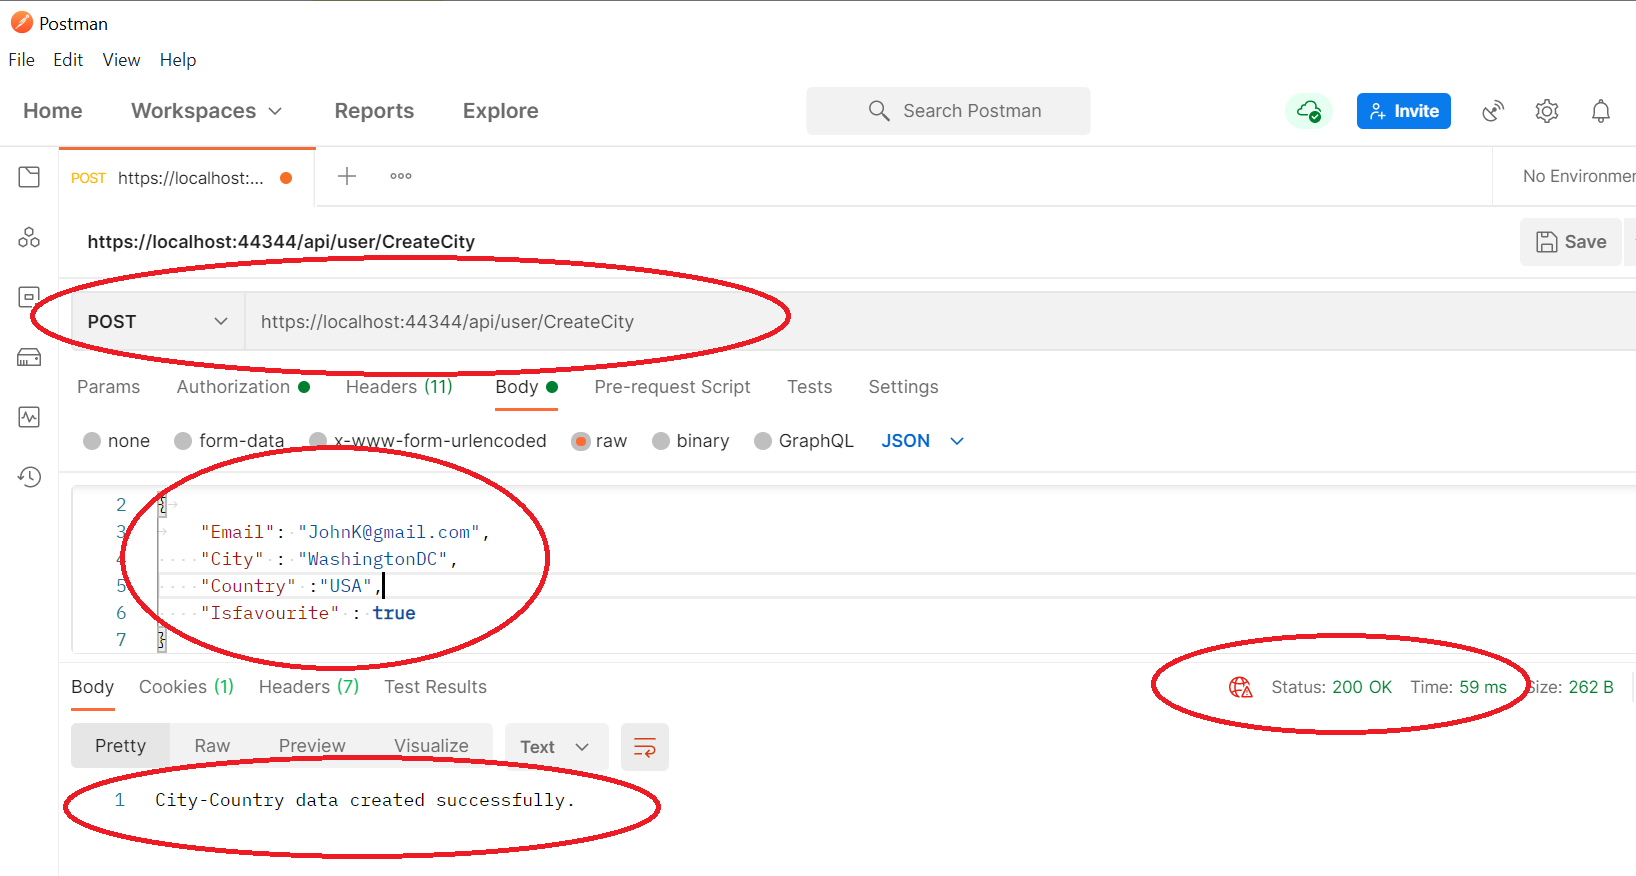 Postman
File Edit View Help
Home Workspaces Reports Explore Search Postman Invite
POST https://localhost:... No Environmen
https://localhost:44344/api/user/CreateCity Save
POST https://localhost:44344/api/user/CreateCity
Params Authorization Headers (11) Body Pre-request Script Tests Settings
none form-data x-www-form-urlencoded raw binary GraphQL JSON
2 {
3 "Email": "JohnK@gmail.com",
4 "City" : "WashingtonDC",
5 "Country" :"USA",
6 "Isfavourite" : true
7 }
Body Cookies (1) Headers (7) Test Results Status: 200 OK Time: 59 ms Size: 262 B
Pretty Raw Preview Visualize Text
1 City-Country data created successfully.